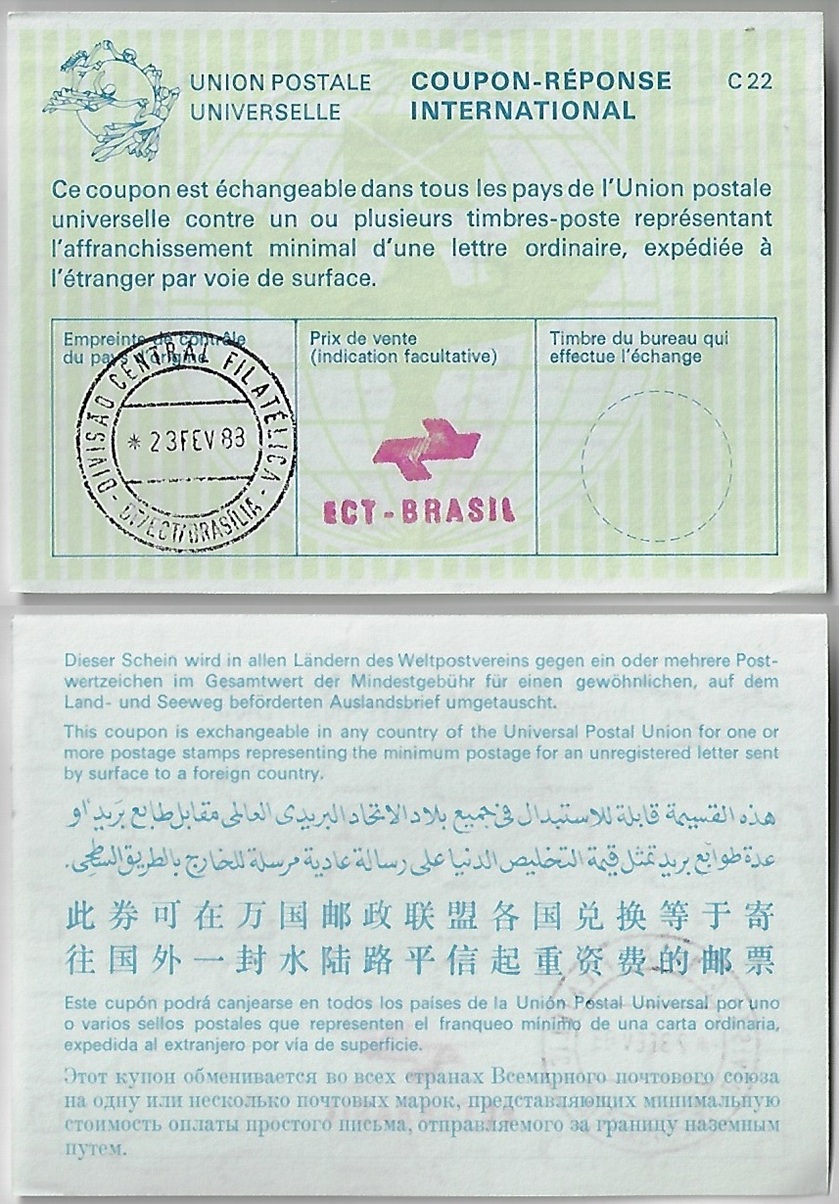 UNION POSTALE
UNIVERSELLE
COUPON-RÉPONSE
INTERNATIONAL
C 22
Ce coupon est échangeable dans tous les pays de l'Union postale
universelle contre un ou plusieurs timbres-poste représentant
l'affranchissement minimal d'une lettre ordinaire, expédiée à
l'étranger par voie de surface.
Empreinte de contrôle
du pays d'origine
DIVISÃO CENTRAL FILATÉLICA
* 23 FEV 88
ECT/BRASÍLIA
Prix de vente
(indication facultative)
ECT-BRASIL
Timbre du bureau qui
effectue l'échange
Dieser Schein wird in allen Ländern des Weltpostvereins gegen ein oder mehrere Post-
wertzeichen im Gesamtwert der Mindestgebühr für einen gewöhnlichen, auf dem
Land- und Seeweg beförderten Auslandsbrief umgetauscht.
This coupon is exchangeable in any country of the Universal Postal Union for one or
more postage stamps representing the minimum postage for an unregistered letter sent
by surface to a foreign country.
هذه القسيمة قابلة للاستبدال في جميع بلاد الاتحاد البريدى العالمى مقابل طابع بريد أو
عدة طوابع بريد تمثل قيمة التخليص الدنيا على رسالة عادية مرسلة للخارج بالطريق السطحى.
此券可在万国邮政联盟各国兑换等于寄
往国外一封水陆路平信起重资费的邮票
Este cupón podrá canjearse en todos los países de la Unión Postal Universal por uno
o varios sellos postales que representen el franqueo mínimo de una carta ordinaria,
expedida al extranjero por vía de superficie.
Этот купон обменивается во всех странах Всемирного почтового союза
на одну или несколько почтовых марок, представляющих минимальную
стоимость оплаты простого письма, отправляемого за границу наземным
путем.